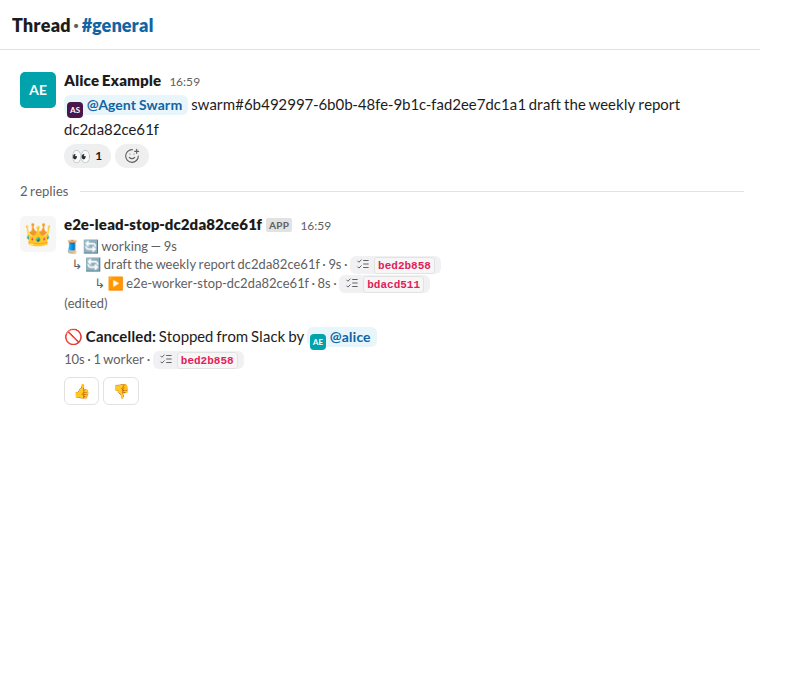 Thread · #general
AE Alice Example 16:59
AS @Agent Swarm swarm#6b492997-6b0b-48fe-9b1c-fad2ee7dc1a1 draft the weekly report
dc2da82ce61f
👀 1
2 replies
e2e-lead-stop-dc2da82ce61f APP 16:59
🧵 🔄 working — 9s
↳ 🔄 draft the weekly report dc2da82ce61f · 9s · bed2b858
↳ ▶️ e2e-worker-stop-dc2da82ce61f · 8s · bdacd511
(edited)
🚫 Cancelled: Stopped from Slack by AE @alice
10s · 1 worker · bed2b858
👍 👎